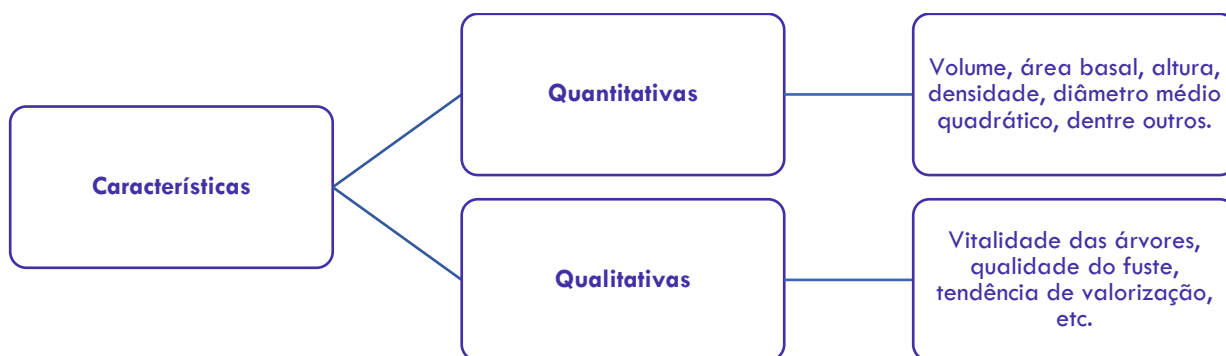 Características
Quantitativas
Volume, área basal, altura,
densidade, diâmetro médio
quadrático, dentre outros.
Qualitativas
Vitalidade das árvores,
qualidade do fuste,
tendência de valorização,
etc.